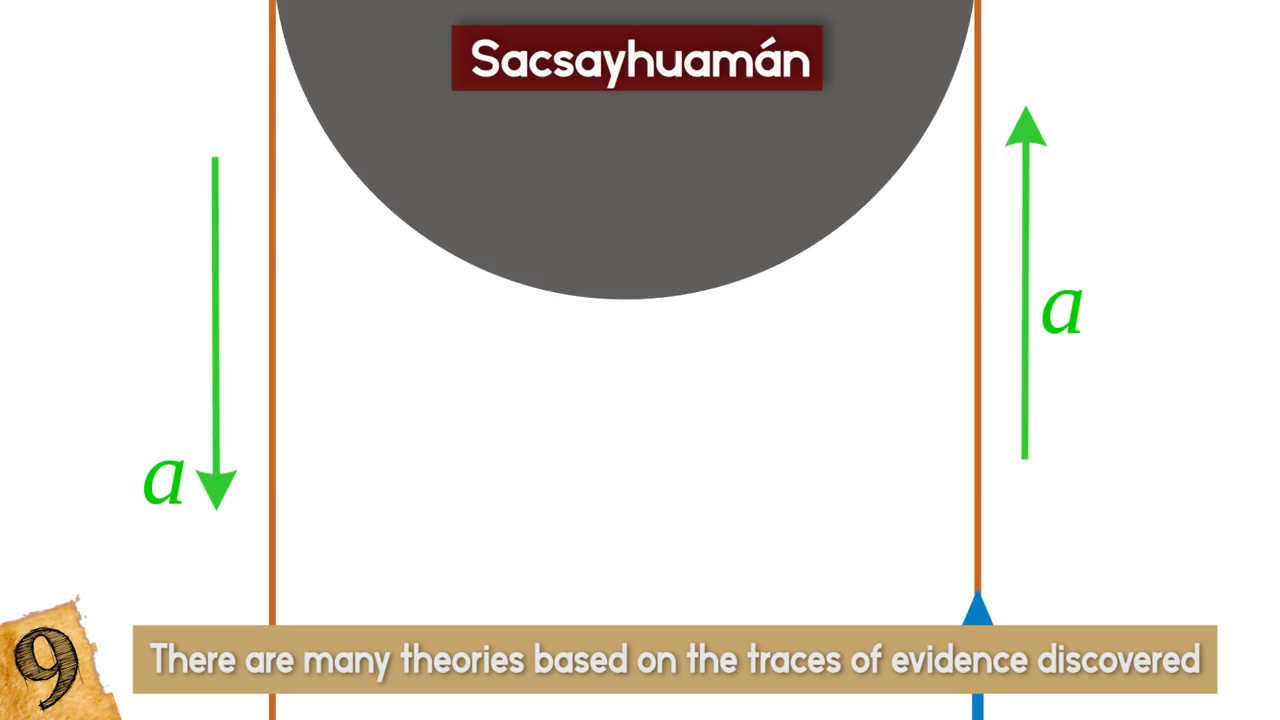 Sacsayhuamán
a
a
9
There are many theories based on the traces of evidence discovered